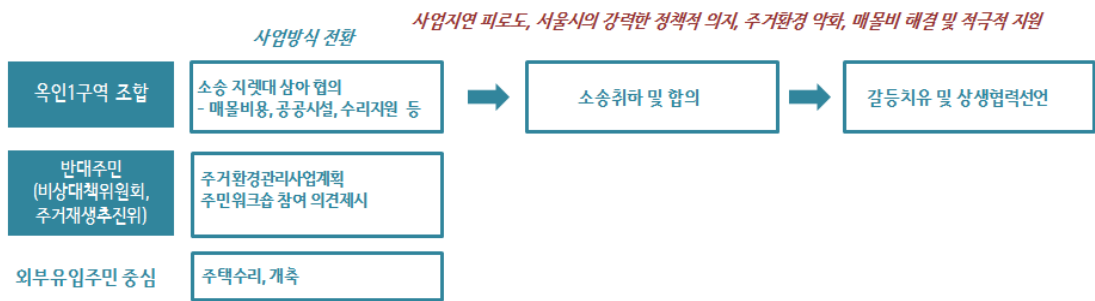 사업지연 피로도, 서울시의 강력한 정책적 의지, 주거환경 악화, 매몰비 해결 및 적극적 지원
사업방식 전환
옥인1구역 조합
소송 지렛대 삼아 협의
- 매몰비용, 공공시설, 수리지원 등
소송취하 및 합의
갈등치유 및 상생협력선언
반대주민
(비상대책위원회,
주거재생추진위)
주거환경관리사업계획
주민워크숍 참여 의견제시
외부유입주민 중심
주택수리, 개축